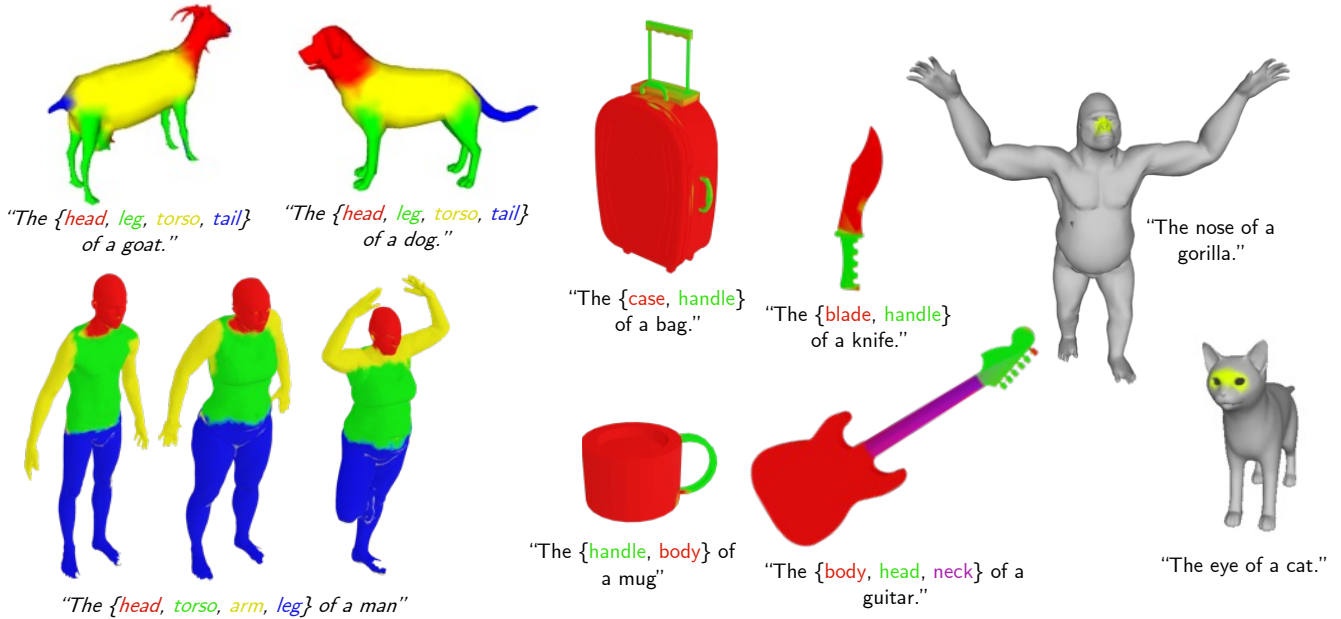 “The {head, leg, torso, tail}
of a goat.”
“The {head, leg, torso, tail}
of a dog.”
“The {case, handle}
of a bag.”
“The {blade, handle}
of a knife.”
“The nose of a
gorilla.”
“The {head, torso, arm, leg} of a man”
“The {handle, body} of
a mug”
“The {body, head, neck} of a
guitar.”
“The eye of a cat.”